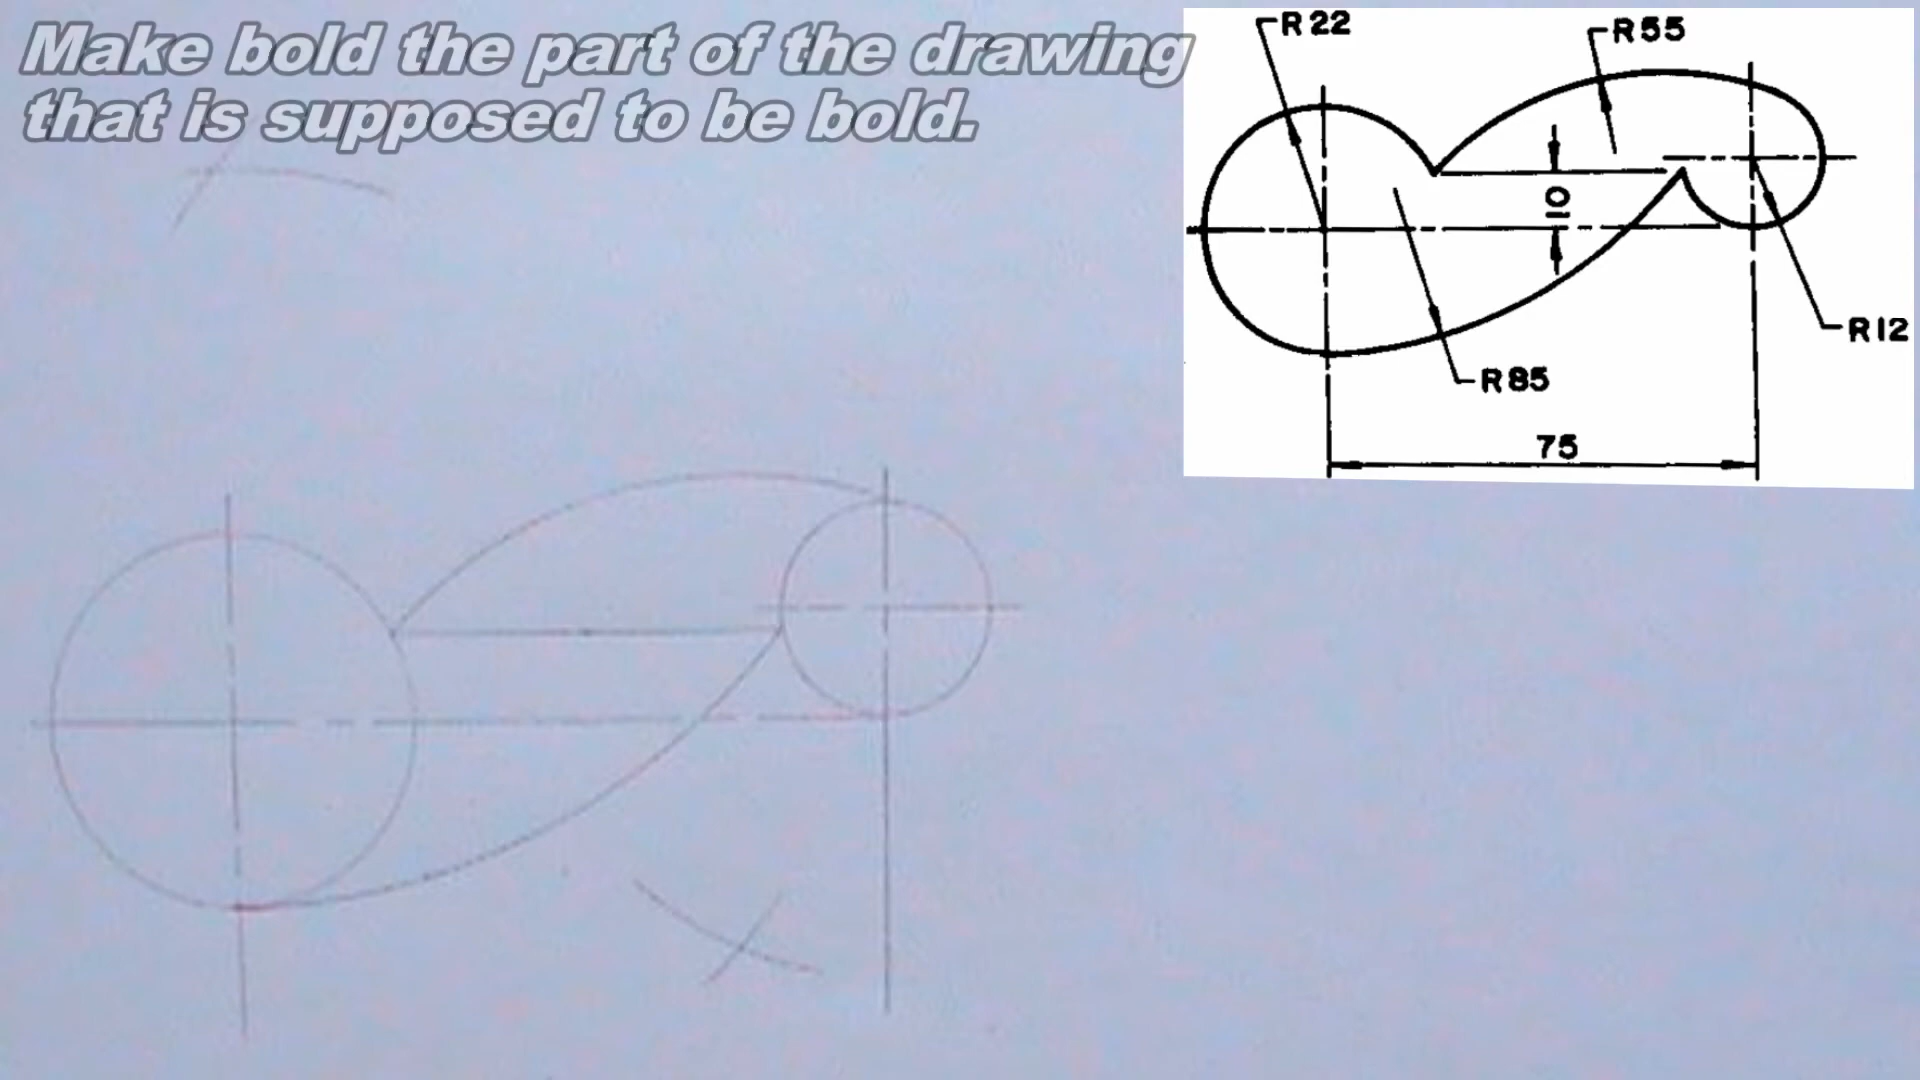 Make bold the part of the drawing
that is supposed to be bold.
R22
R55
10
R12
R85
75